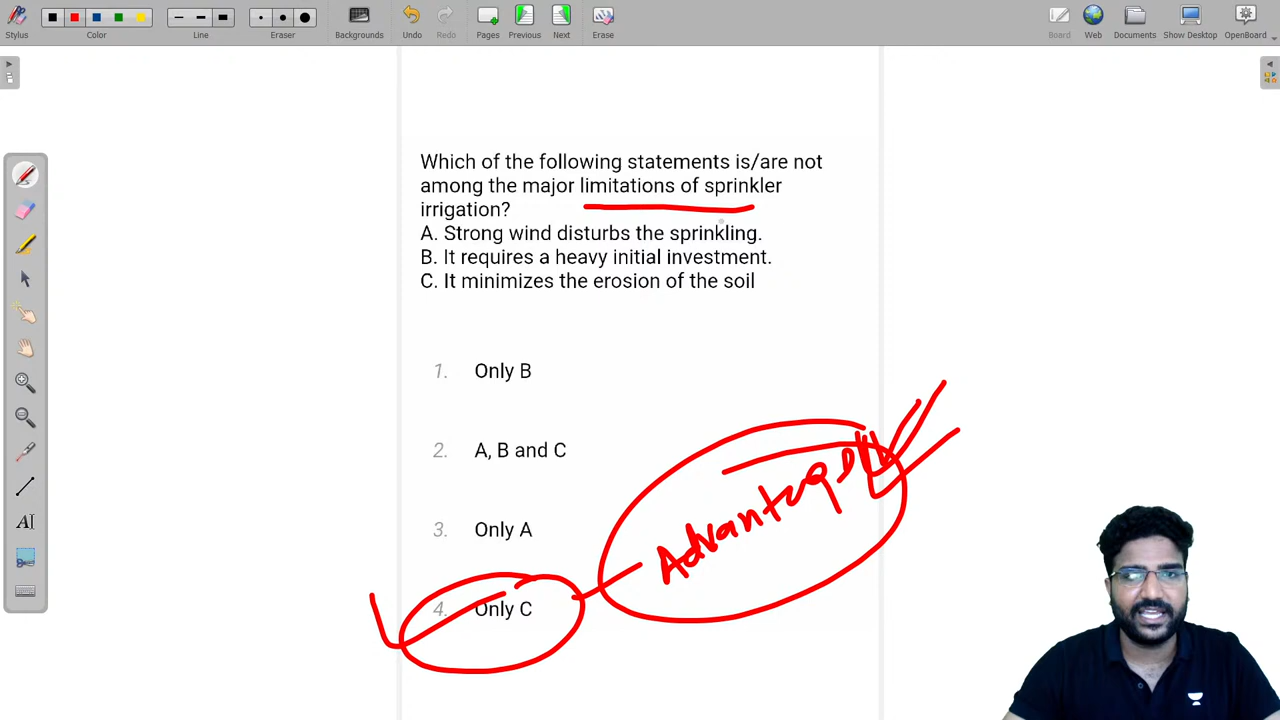 Stylus
Color
Line
Eraser
Backgrounds
Undo
Redo
Pages
Previous
Next
Erase
Board
Web
Documents
Show Desktop
OpenBoard
Which of the following statements is/are not
among the major limitations of sprinkler
irrigation?
A. Strong wind disturbs the sprinkling.
B. It requires a heavy initial investment.
C. It minimizes the erosion of the soil
1. Only B
2. A, B and C
3. Only A
4. Only C